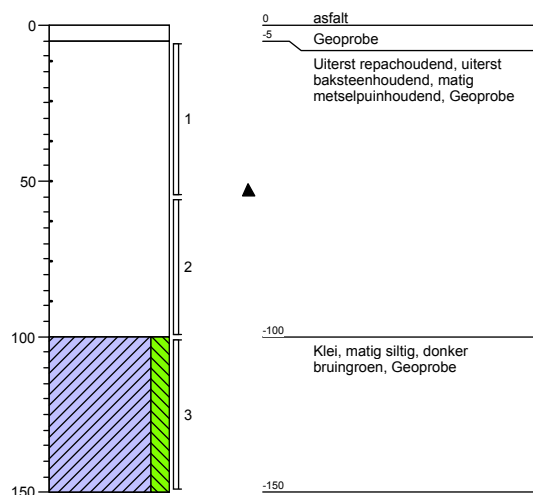 0
50
100
150
1
2
3
0
asfalt
-5
Geoprobe
Uiterst repachoudend, uiterst
baksteenhoudend, matig
metselpuinhoudend, Geoprobe
-100
Klei, matig siltig, donker
bruingroen, Geoprobe
-150